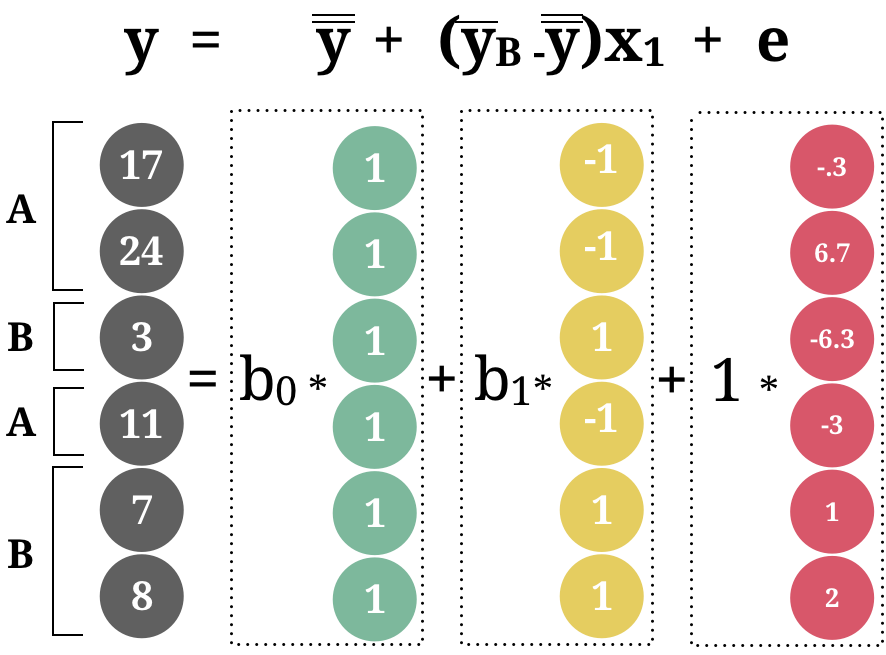 y = y̿ + (y̅B - y̿)x₁ + e
A
17 1 -1 -.3
24 1 -1 6.7
B
3 1 1 -6.3
= b₀ * + b₁* + 1 *
A
11 1 -1 -3
B
7 1 1 1
8 1 1 2